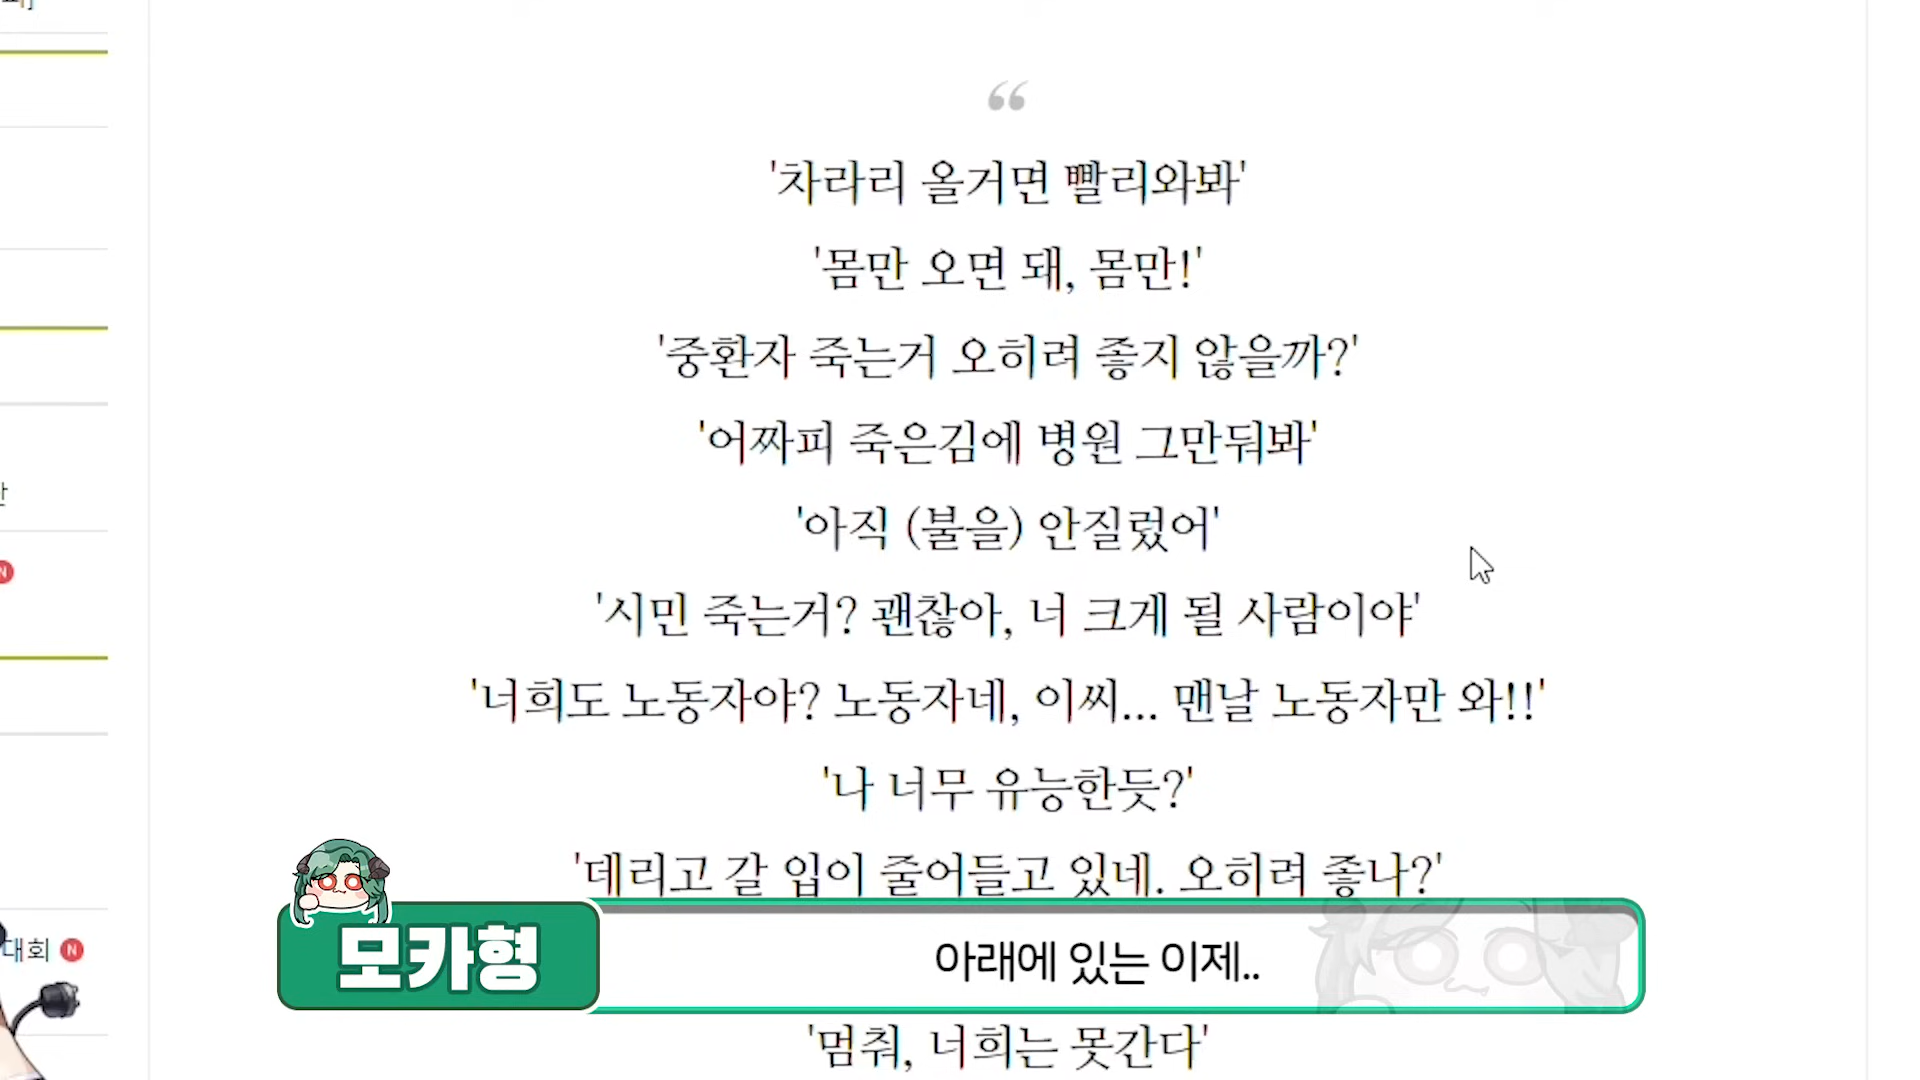 “
'차라리 올거면 빨리와봐'
'몸만 오면 돼, 몸만!'
'중환자 죽는거 오히려 좋지 않을까?'
'어짜피 죽은김에 병원 그만둬봐'
'아직 (불을) 안질렀어'
'시민 죽는거? 괜찮아, 너 크게 될 사람이야'
'너희도 노동자야? 노동자네, 이씨... 맨날 노동자만 와!!'
'나 너무 유능한듯?'
'데리고 갈 입이 줄어들고 있네. 오히려 좋나?'
대회 N
모카형
아래에 있는 이제..
'멈춰, 너희는 못간다'